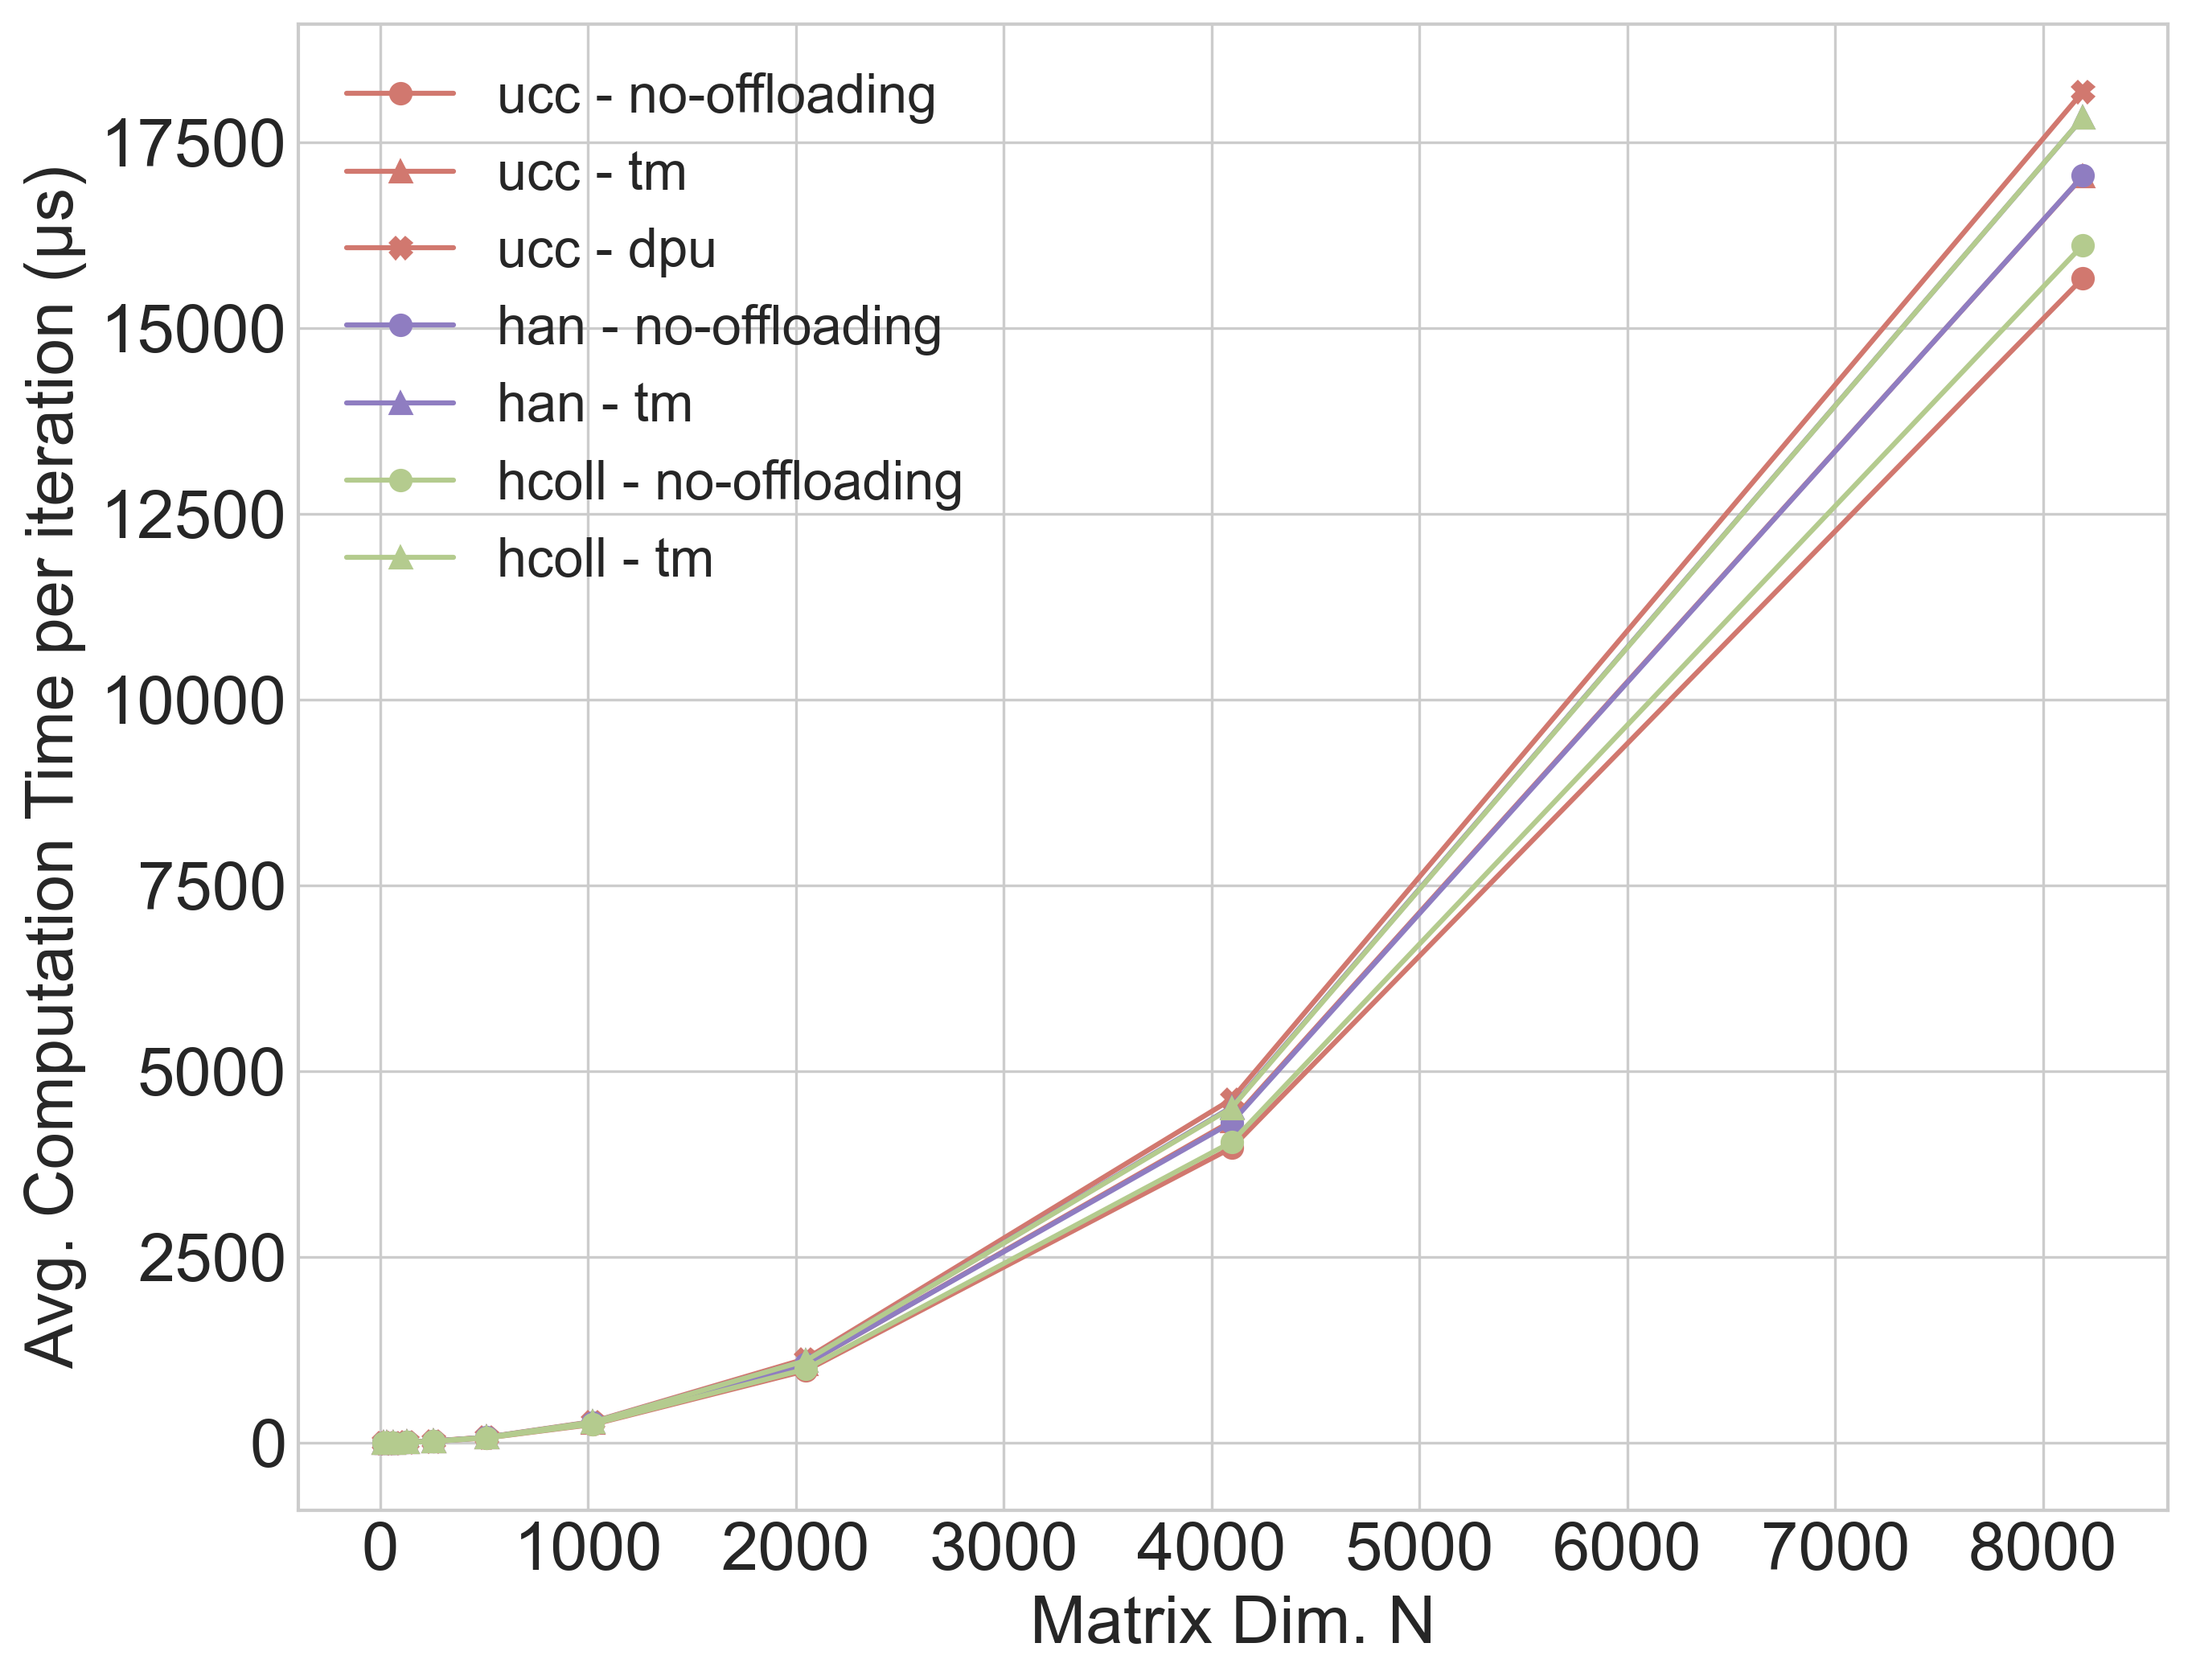 ucc - no-offloading
ucc - tm
ucc - dpu
han - no-offloading
han - tm
hcoll - no-offloading
hcoll - tm
Avg. Computation Time per iteration (µs)
17500
15000
12500
10000
7500
5000
2500
0
0 1000 2000 3000 4000 5000 6000 7000 8000
Matrix Dim. N